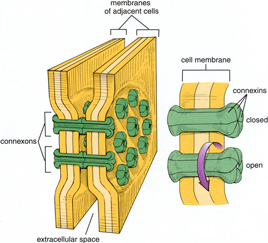 membranes
of adjacent cells
cell membrane
connexins
closed
connexons
open
extracellular space